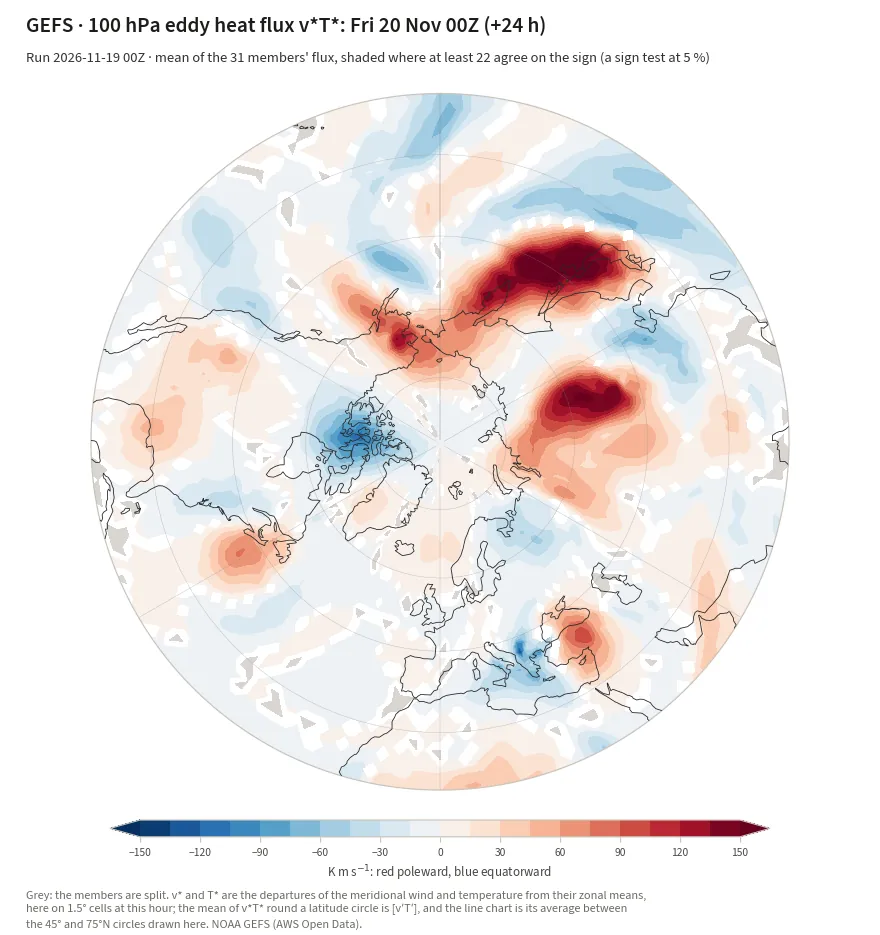 GEFS · 100 hPa eddy heat flux v*T*: Fri 20 Nov 00Z (+24 h)
Run 2026-11-19 00Z · mean of the 31 members' flux, shaded where at least 22 agree on the sign (a sign test at 5 %)
−150 −120 −90 −60 −30 0 30 60 90 120 150
K m s⁻¹: red poleward, blue equatorward
Grey: the members are split. v* and T* are the departures of the meridional wind and temperature from their zonal means,
here on 1.5° cells at this hour; the mean of v*T* round a latitude circle is [v′T′], and the line chart is its average between
the 45° and 75°N circles drawn here. NOAA GEFS (AWS Open Data).